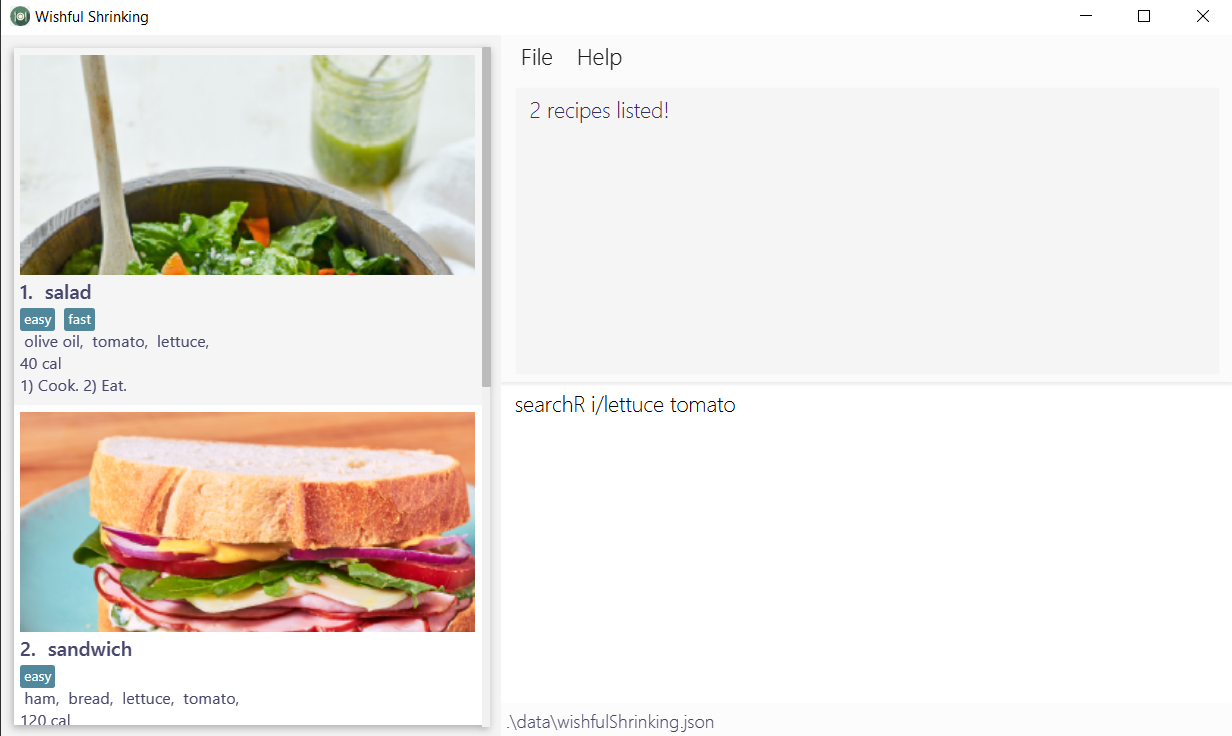 Wishful Shrinking
1. salad
easy fast
olive oil, tomato, lettuce,
40 cal
1) Cook. 2) Eat.
2. sandwich
easy
ham, bread, lettuce, tomato,
120 cal
File Help
2 recipes listed!
searchR i/lettuce tomato
.\data\wishfulShrinking.json